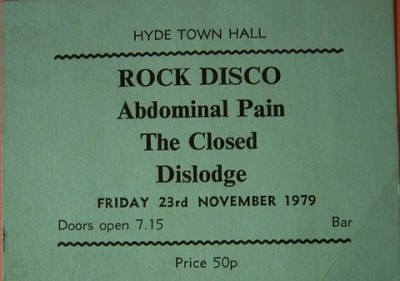 HYDE TOWN HALL
ROCK DISCO
Abdominal Pain
The Closed
Dislodge
FRIDAY 23rd NOVEMBER 1979
Doors open 7.15 Bar
Price 50p